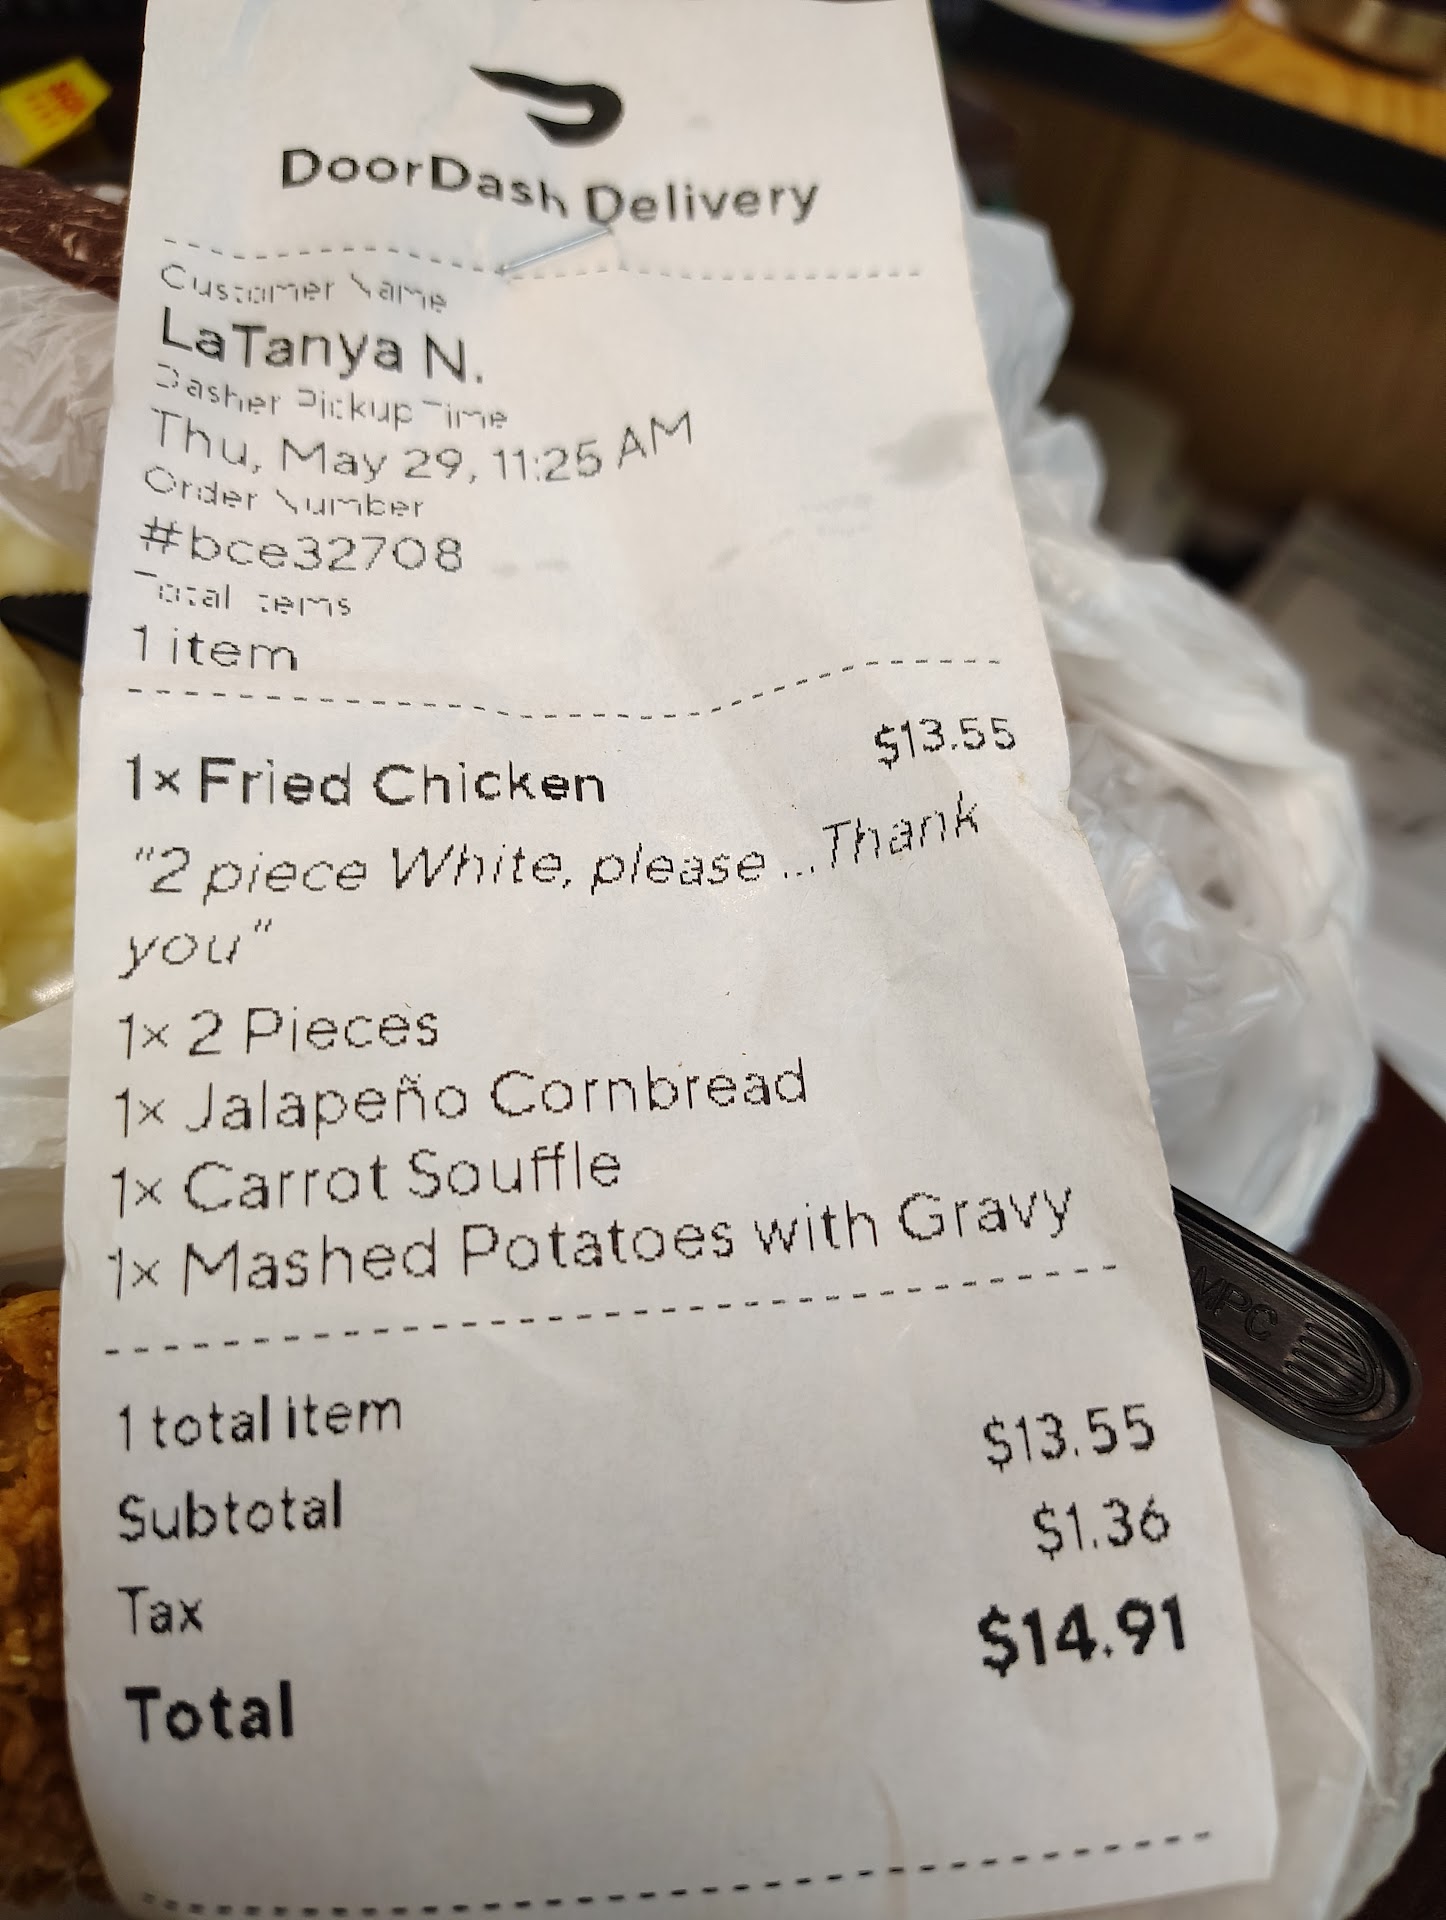 DoorDash Delivery
Customer Name
LaTanya N.
Dasher Pickup Time
Thu, May 29, 11:25 AM
Order Number
#bce32708
Total Items
1 item
1x Fried Chicken $13.55
"2 piece White, please ... Thank
you"
1x 2 Pieces
1x Jalapeño Cornbread
1x Carrot Souffle
1x Mashed Potatoes with Gravy
1 total item
Subtotal $13.55
Tax $1.36
Total $14.91
MPC